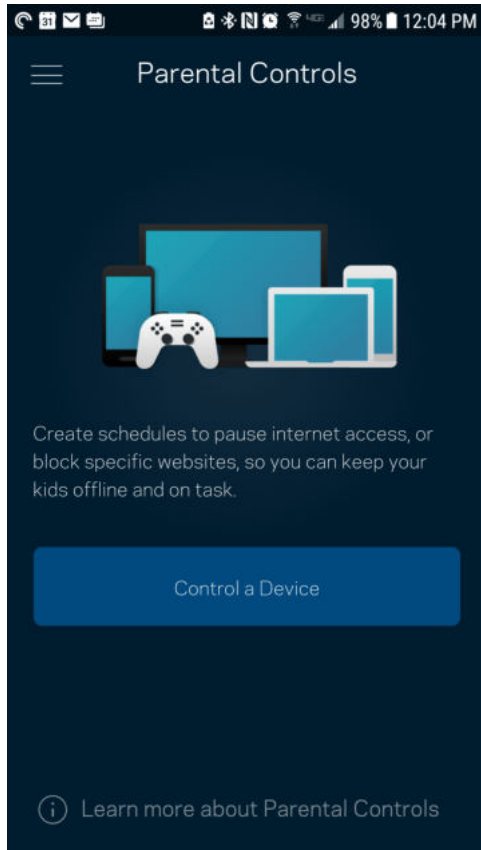 31 98% 12:04 PM
Parental Controls
Create schedules to pause internet access, or
block specific websites, so you can keep your
kids offline and on task.
Control a Device
Learn more about Parental Controls